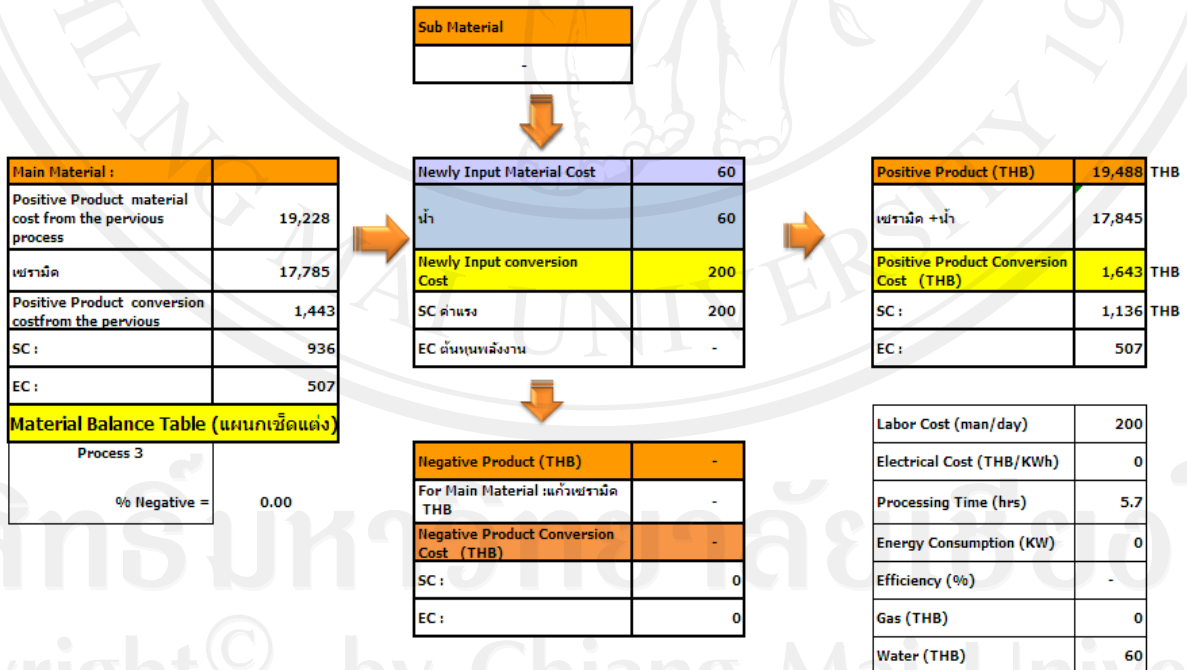 Sub Material
-
Main Material :
Positive Product material
cost from the pervious
process
19,228
เซรามิค
17,785
Positive Product conversion
costfrom the pervious
1,443
SC :
936
EC :
507
Material Balance Table (แผนกเช็ดแต่ง)
Process 3
% Negative =
0.00
Newly Input Material Cost
60
น้ำ
60
Newly Input conversion
Cost
200
SC ค่าแรง
200
EC ต้นทุนพลังงาน
-
Negative Product (THB)
-
For Main Material :แก้วเซรามิค
THB
-
Negative Product Conversion
Cost (THB)
-
SC :
0
EC :
0
Positive Product (THB)
19,488 THB
เซรามิค +น้ำ
17,845
Positive Product Conversion
Cost (THB)
1,643 THB
SC :
1,136 THB
EC :
507
Labor Cost (man/day)
200
Electrical Cost (THB/KWh)
0
Processing Time (hrs)
5.7
Energy Consumption (KW)
0
Efficiency (%)
-
Gas (THB)
0
Water (THB)
60
CHIANG MAI UNIVERSITY 19